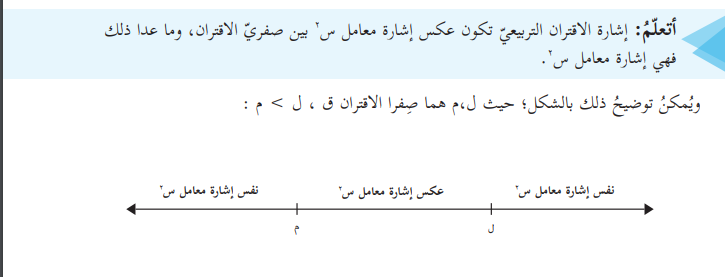 أتعلّمُ: إشارة الاقتران التربيعيّ تكون عكس إشارة معامل س٢ بين صفريّ الاقتران، وما عدا ذلك
فهي إشارة معامل س٢.
ويُمكنُ توضيحُ ذلك بالشكل؛ حيث ل،م هما صِفرا الاقتران ق ، ل > م :
نفس إشارة معامل س٢ عكس إشارة معامل س٢ نفس إشارة معامل س٢
ل م